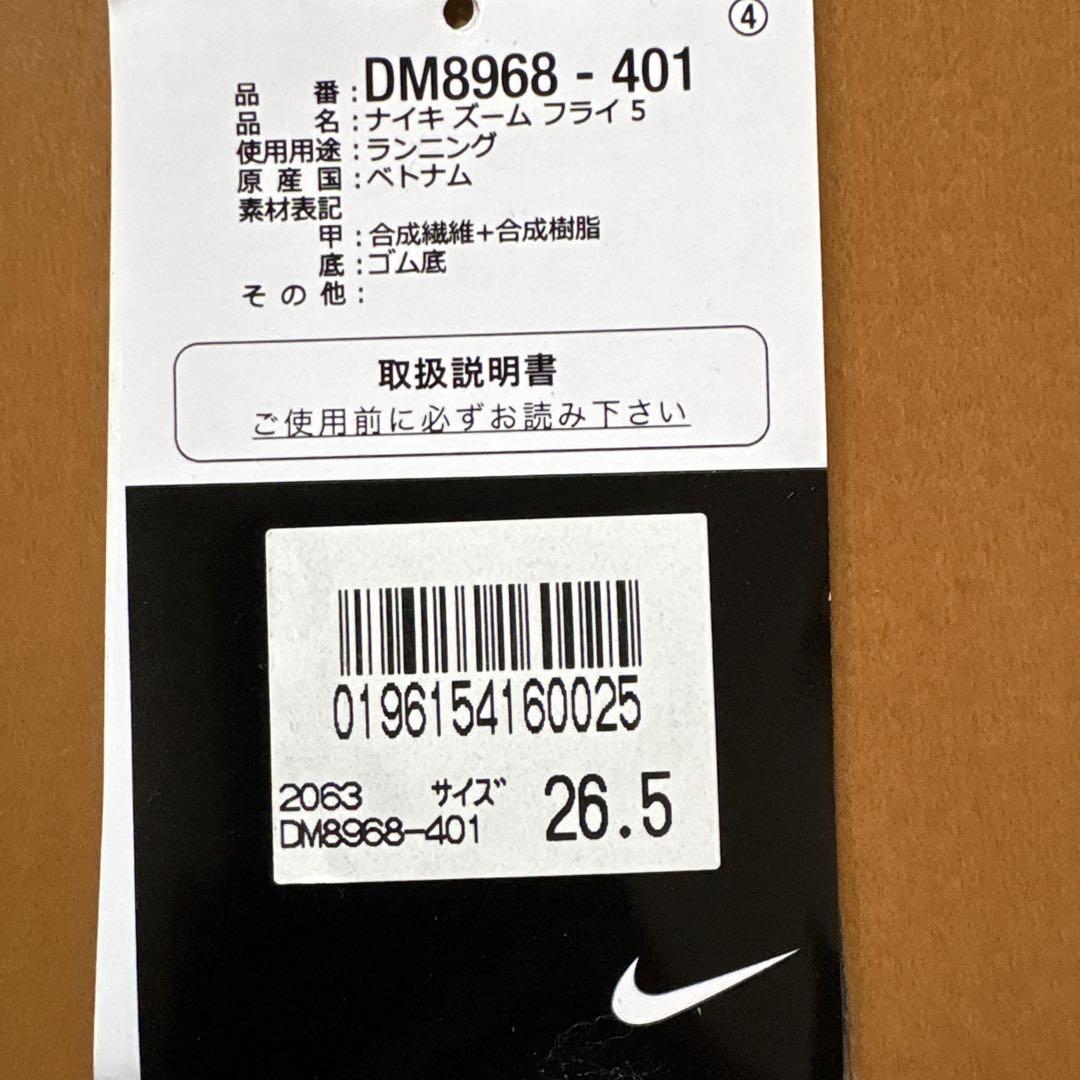 ④
品 番:DM8968 - 401
品 名:ナイキ ズーム フライ 5
使用用途:ランニング
原 産 国:ベトナム
素材表記
甲:合成繊維+合成樹脂
底:ゴム底
そ の 他:
取扱説明書
ご使用前に必ずお読み下さい
0196154160025
2063 サイズ 26.5
DM8968-401